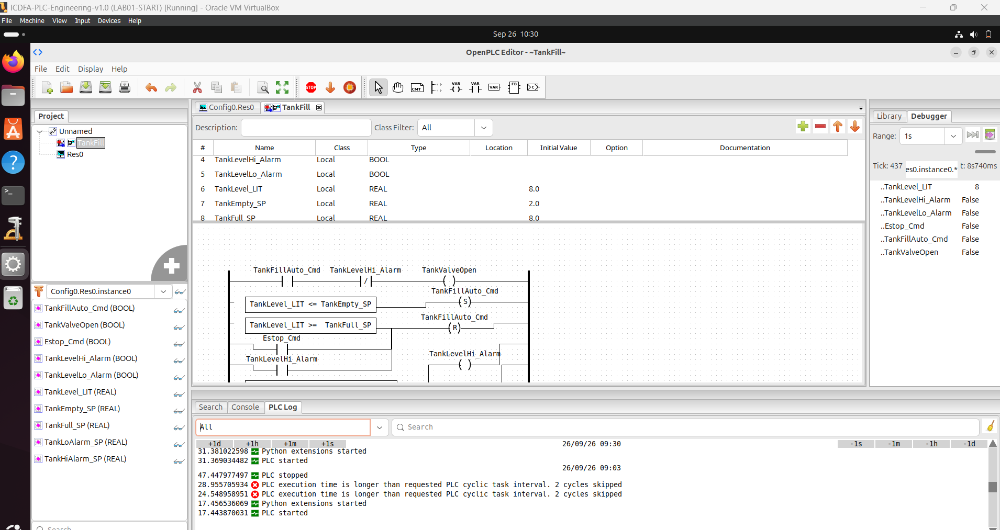 ICDFA-PLC-Engineering-v1.0 (LAB01-START) [Running] - Oracle VM VirtualBox
File Machine View Input Devices Help
Sep 26 10:30
OpenPLC Editor - ~TankFill~
File Edit Display Help
STOP CMT VAR VAR VAR FB >C>
Project
Unnamed
TankFill
Res0
Config0.Res0 TankFill
Description: Class Filter: All
# Name Class Type Location Initial Value Option Documentation
4 TankLevelHi_Alarm Local BOOL
5 TankLevelLo_Alarm Local BOOL
6 TankLevel_LIT Local REAL 8.0
7 TankEmpty_SP Local REAL 2.0
8 TankFull_SP Local REAL 8.0
Library Debugger
Range: 1s
Tick: 437 es0.instance0.* t: 8s740ms
..TankLevel_LIT 8
..TankLevelHi_Alarm False
..TankLevelLo_Alarm False
..Estop_Cmd False
..TankFillAuto_Cmd False
..TankValveOpen False
TankFillAuto_Cmd TankLevelHi_Alarm TankValveOpen
/ ( )
TankFillAuto_Cmd
TankLevel_LIT <= TankEmpty_SP (S)
TankFillAuto_Cmd
TankLevel_LIT >= TankFull_SP (R)
Estop_Cmd
TankLevelHi_Alarm
TankLevelHi_Alarm
( )
Config0.Res0.instance0
TankFillAuto_Cmd (BOOL)
TankValveOpen (BOOL)
Estop_Cmd (BOOL)
TankLevelHi_Alarm (BOOL)
TankLevelLo_Alarm (BOOL)
TankLevel_LIT (REAL)
TankEmpty_SP (REAL)
TankFull_SP (REAL)
TankLoAlarm_SP (REAL)
TankHiAlarm_SP (REAL)
Search
Search Console PLC Log
All Search
+1d +1h +1m +1s 26/09/26 09:30 -1s -1m -1h -1d
31.381022598 Python extensions started
31.369034482 PLC started
26/09/26 09:03
47.447977497 PLC stopped
28.955705934 PLC execution time is longer than requested PLC cyclic task interval. 2 cycles skipped
24.548958951 PLC execution time is longer than requested PLC cyclic task interval. 2 cycles skipped
17.456536069 Python extensions started
17.443870031 PLC started